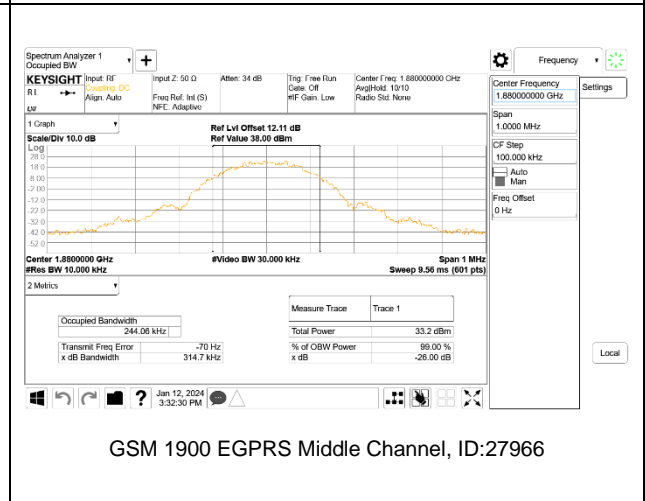 Spectrum Analyzer 1
Occupied BW
+
Frequency
KEYSIGHT
Input: RF
Input Z: 50 Ω
Atten: 34 dB
Trig: Free Run
Center Freq: 1.880000000 GHz
Coupling: DC
Gate: Off
Avg|Hold: 10/10
Align: Auto
Freq Ref: Int (S)
#IF Gain: Low
Radio Std: None
NFE: Adaptive
Center Frequency
1.880000000 GHz
Settings
Span
1.0000 MHz
CF Step
100.000 kHz
Auto
Man
Freq Offset
0 Hz
Local
1 Graph
Scale/Div 10.0 dB
Ref Lvl Offset 12.11 dB
Ref Value 38.00 dBm
Log
28.0
18.0
8.00
-2.00
-12.0
-22.0
-32.0
-42.0
-52.0
Center 1.8800000 GHz
#Video BW 30.000 kHz
Span 1 MHz
#Res BW 10.000 kHz
Sweep 9.56 ms (601 pts)
2 Metrics
Measure Trace
Trace 1
Occupied Bandwidth
244.06 kHz
Total Power
33.2 dBm
Transmit Freq Error
-70 Hz
% of OBW Power
99.00 %
x dB Bandwidth
314.7 kHz
x dB
-26.00 dB
?
Jan 12, 2024
3:32:30 PM
GSM 1900 EGPRS Middle Channel, ID:27966